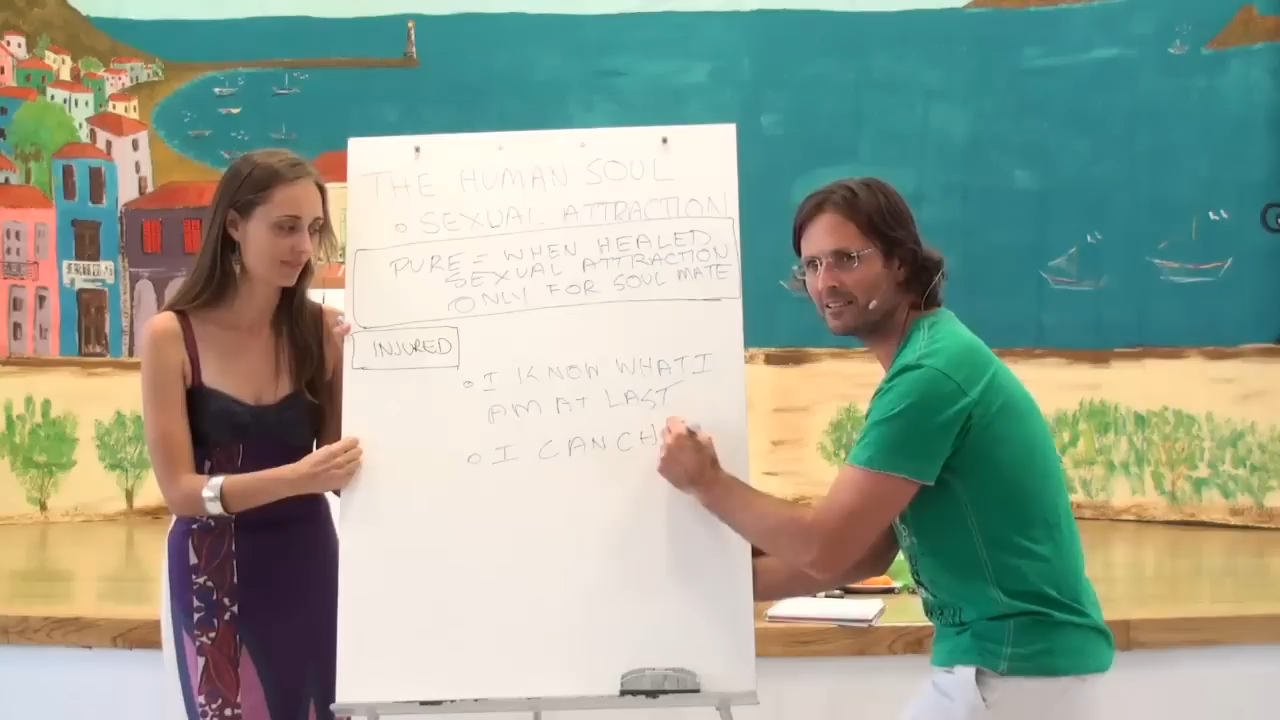 THE HUMAN SOUL
o SEXUAL ATTRACTION
PURE = WHEN HEALED
SEXUAL ATTRACTION
ONLY FOR SOUL MATE
INJURED
o I KNOW WHAT I
AM AT LAST
o I CAN CH